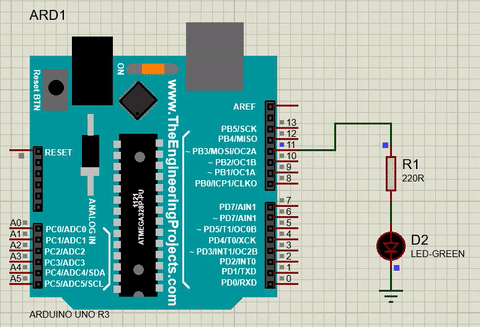 ARD1
Reset BTN
ON
www.TheEngineeringProjects.com
AREF
PB5/SCK
13
PB4/MISO
12
RESET
~ PB3/MOSI/OC2A
11
~ PB2/OC1B
10
~ PB1/OC1A
9
PB0/ICP1/CLKO
8
1121
ATMEGA328P-PU
ANALOG IN
R1
220R
PD7/AIN1
7
~ PD7/AIN1
6
~ PD5/T1/OC0B
5
PD4/T0/XCK
4
~ PD3/INT1/OC2B
3
PD2/INT0
2
PD1/TXD
1
PD0/RXD
0
A0
PC0/ADC0
A1
PC1/ADC1
A2
PC2/ADC2
A3
PC3/ADC3
A4
PC4/ADC4/SDA
A5
PC5/ADC5/SCL
D2
LED-GREEN
ARDUINO UNO R3